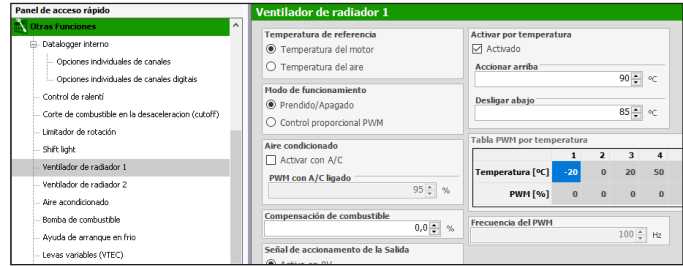 Panel de acceso rápido
Otras Funciones
Datalogger interno
Opciones individuales de canales
Opciones individuales de canales digitais
Control de ralentí
Corte de combustible en la desaceleracion (cutoff)
Limitador de rotación
Shift light
Ventilador de radiador 1
Ventilador de radiador 2
Aire acondicionado
Bomba de combustible
Ayuda de arranque en frio
Levas variables (VTEC)
Ventilador de radiador 1
Temperatura de referencia
Temperatura del motor
Temperatura del aire
Modo de funcionamiento
Prendido/Apagado
Control proporcional PWM
Aire condicionado
Activar con A/C
PWM con A/C ligado
95 %
Compensación de combustible
0,0 %
Señal de accionamento de la Salida
Activo en 0V
Activar por temperatura
Activado
Accionar arriba
90 ºC
Desligar abajo
85 ºC
Tabla PWM por temperatura
1 2 3 4
Temperatura [ºC] -20 0 20 50
PWM [%] 0 0 0 0
Frecuencia del PWM
100 Hz